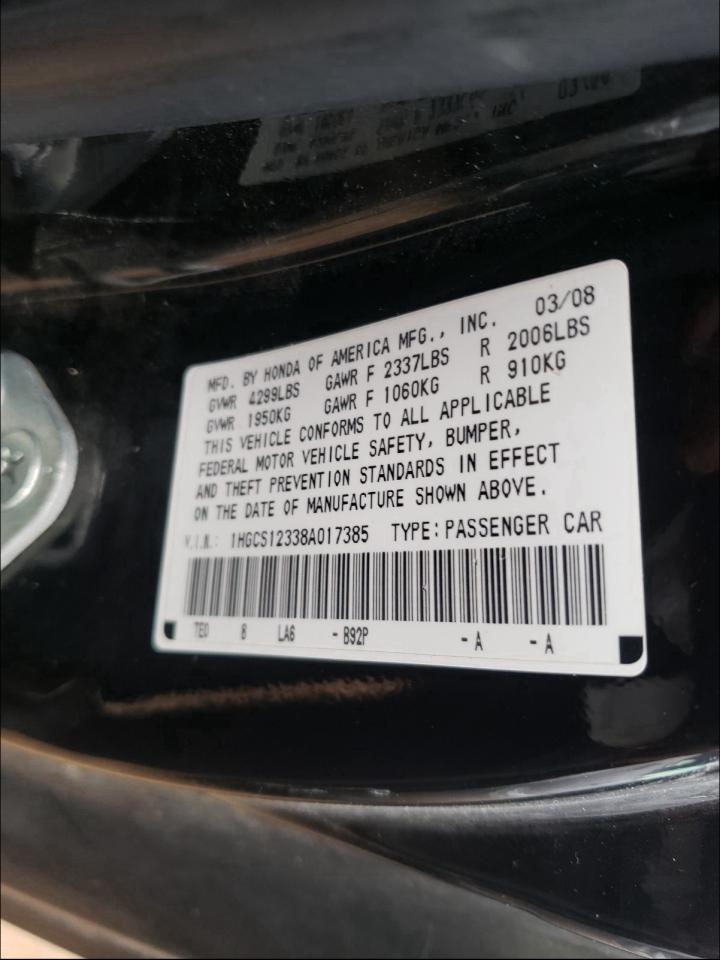 MFD. BY HONDA OF AMERICA MFG., INC. 03/08
GVWR 4299LBS GAWR F 2337LBS R 2006LBS
GVWR 1950KG GAWR F 1060KG R 910KG
THIS VEHICLE CONFORMS TO ALL APPLICABLE
FEDERAL MOTOR VEHICLE SAFETY, BUMPER,
AND THEFT PREVENTION STANDARDS IN EFFECT
ON THE DATE OF MANUFACTURE SHOWN ABOVE.
V.I.N.: 1HGCS12338A017385 TYPE: PASSENGER CAR
TE0 8 LA6 - B92P - A - A